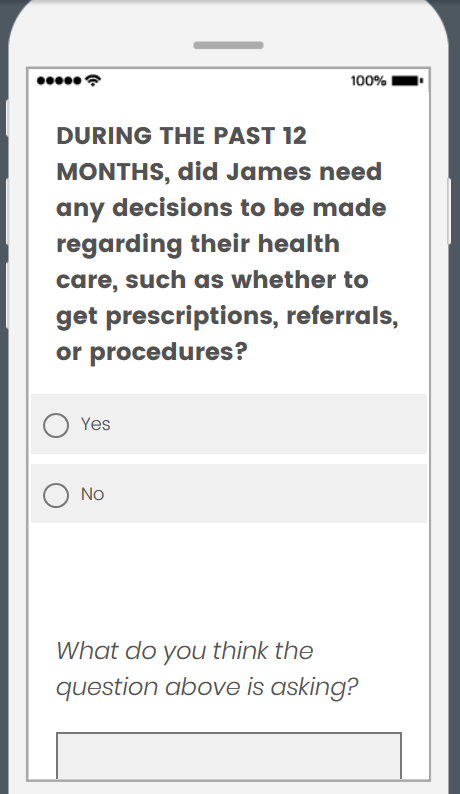 100%
DURING THE PAST 12
MONTHS, did James need
any decisions to be made
regarding their health
care, such as whether to
get prescriptions, referrals,
or procedures?
Yes
No
What do you think the
question above is asking?